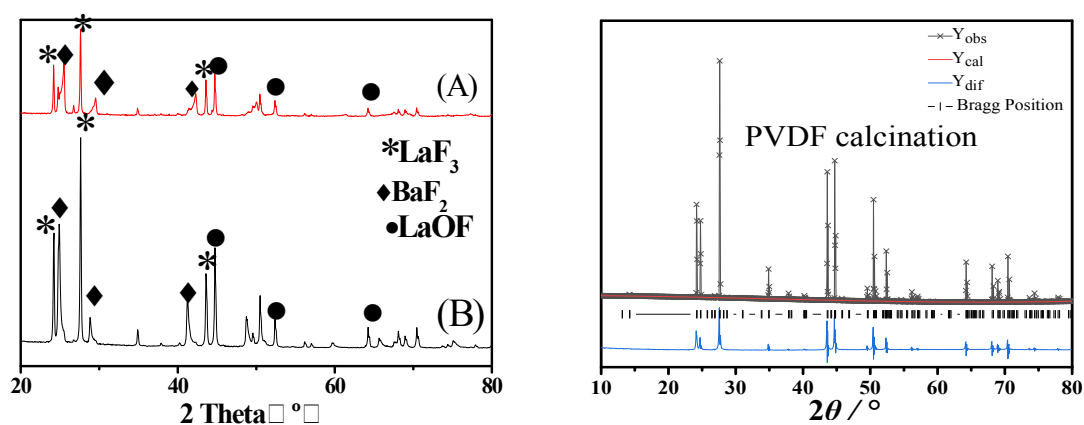 (A)
*LaF3
♦BaF2
●LaOF
(B)
20 40 60 80
2 Theta□ º□
Yobs
Ycal
Ydif
Bragg Position
PVDF calcination
10 20 30 40 50 60 70 80
2θ / °